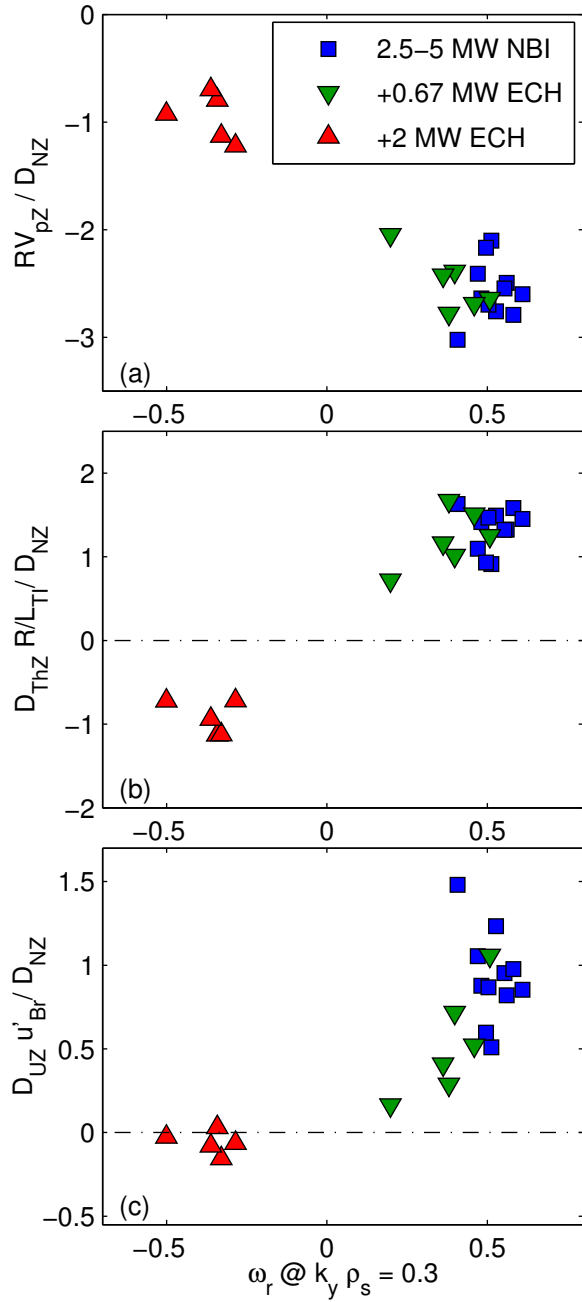 0
2.5−5 MW NBI
+0.67 MW ECH
−1
+2 MW ECH
RV_pZ / D_NZ
−2
−3
(a)
−0.5 0 0.5
2
1
D_ThZ R/L_TI / D_NZ
0
−1
(b)
−2
−0.5 0 0.5
1.5
1
D_UZ u'_Br / D_NZ
0.5
0
(c)
−0.5
−0.5 0 0.5
ω_r @ k_y ρ_s = 0.3